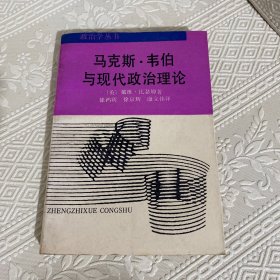 政治学丛书
马克斯·韦伯
与现代政治理论
〔英〕戴维·比瑟姆著
徐鸿宾 徐京辉 康立伟译
ZHENGZHIXUE CONGSHU